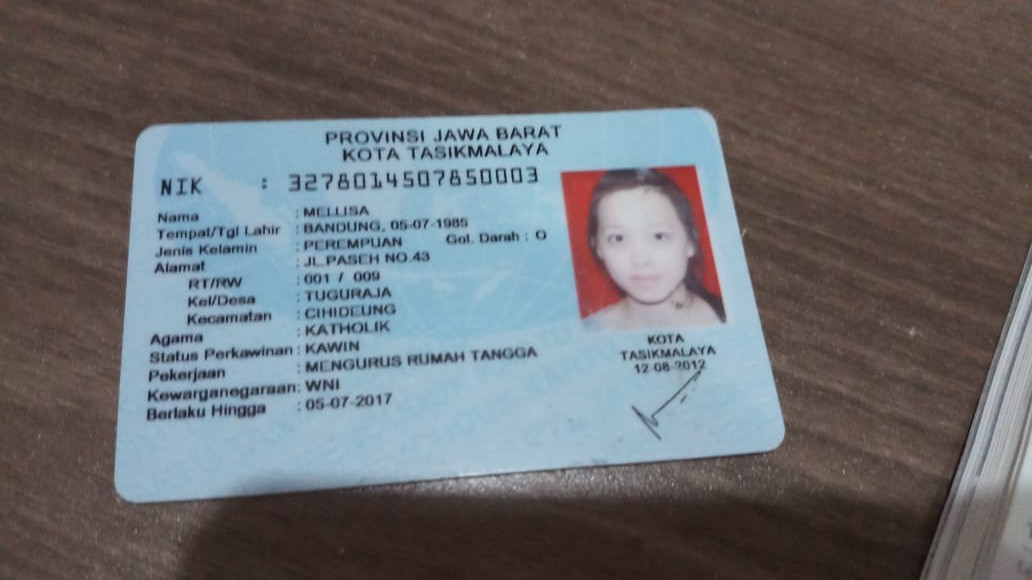 PROVINSI JAWA BARAT
KOTA TASIKMALAYA
NIK : 3278014507850003
Nama : MELLISA
Tempat/Tgl Lahir : BANDUNG, 05-07-1985
Jenis Kelamin : PEREMPUAN Gol. Darah : O
Alamat : JL.PASEH NO.43
RT/RW : 001 / 009
Kel/Desa : TUGURAJA
Kecamatan : CIHIDEUNG
Agama : KATHOLIK
Status Perkawinan : KAWIN
Pekerjaan : MENGURUS RUMAH TANGGA
Kewarganegaraan : WNI
Berlaku Hingga : 05-07-2017
KOTA
TASIKMALAYA
12-08-2012